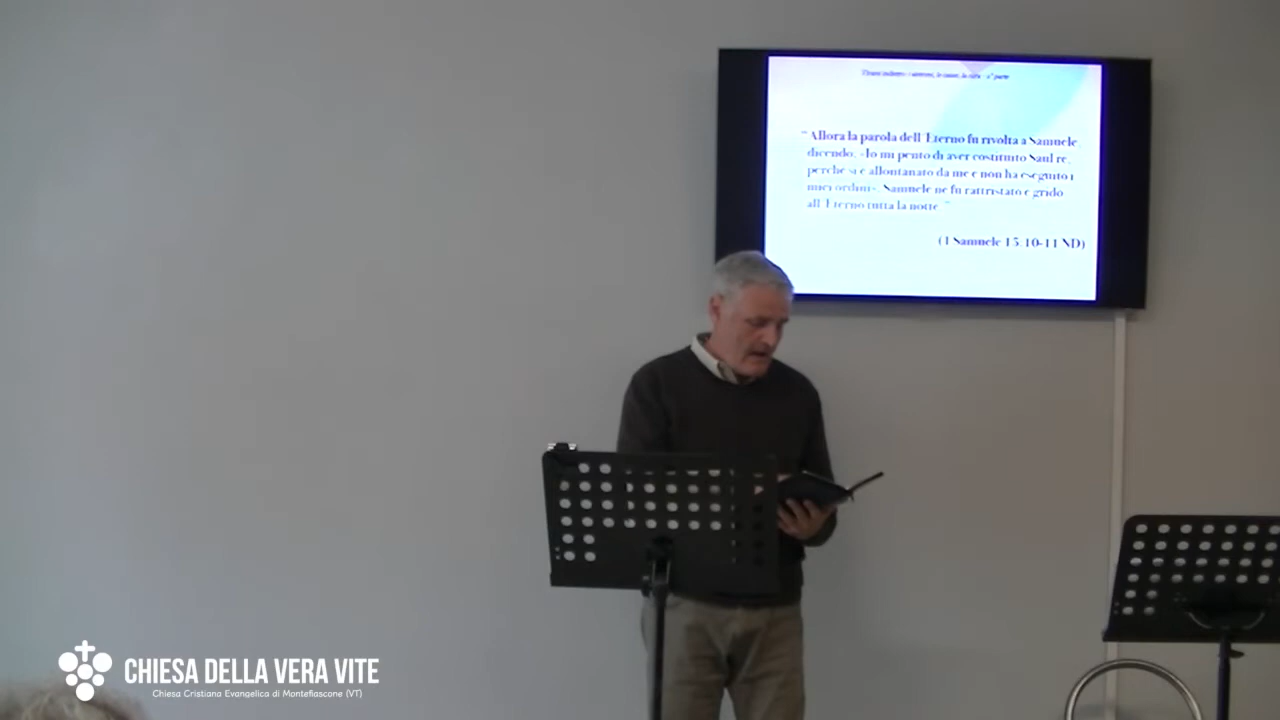 “Allora la parola dell'Eterno fu rivolta a Samuele,
dicendo, «Io mi pento di aver costituito Saul re,
perché si è allontanato da me e non ha eseguito i
miei ordini». Samuele ne fu rattristato e gridò
all'Eterno tutta la notte.”
(1 Samuele 15:10-11 ND)
CHIESA DELLA VERA VITE
Chiesa Cristiana Evangelica di Montefiascone (VT)